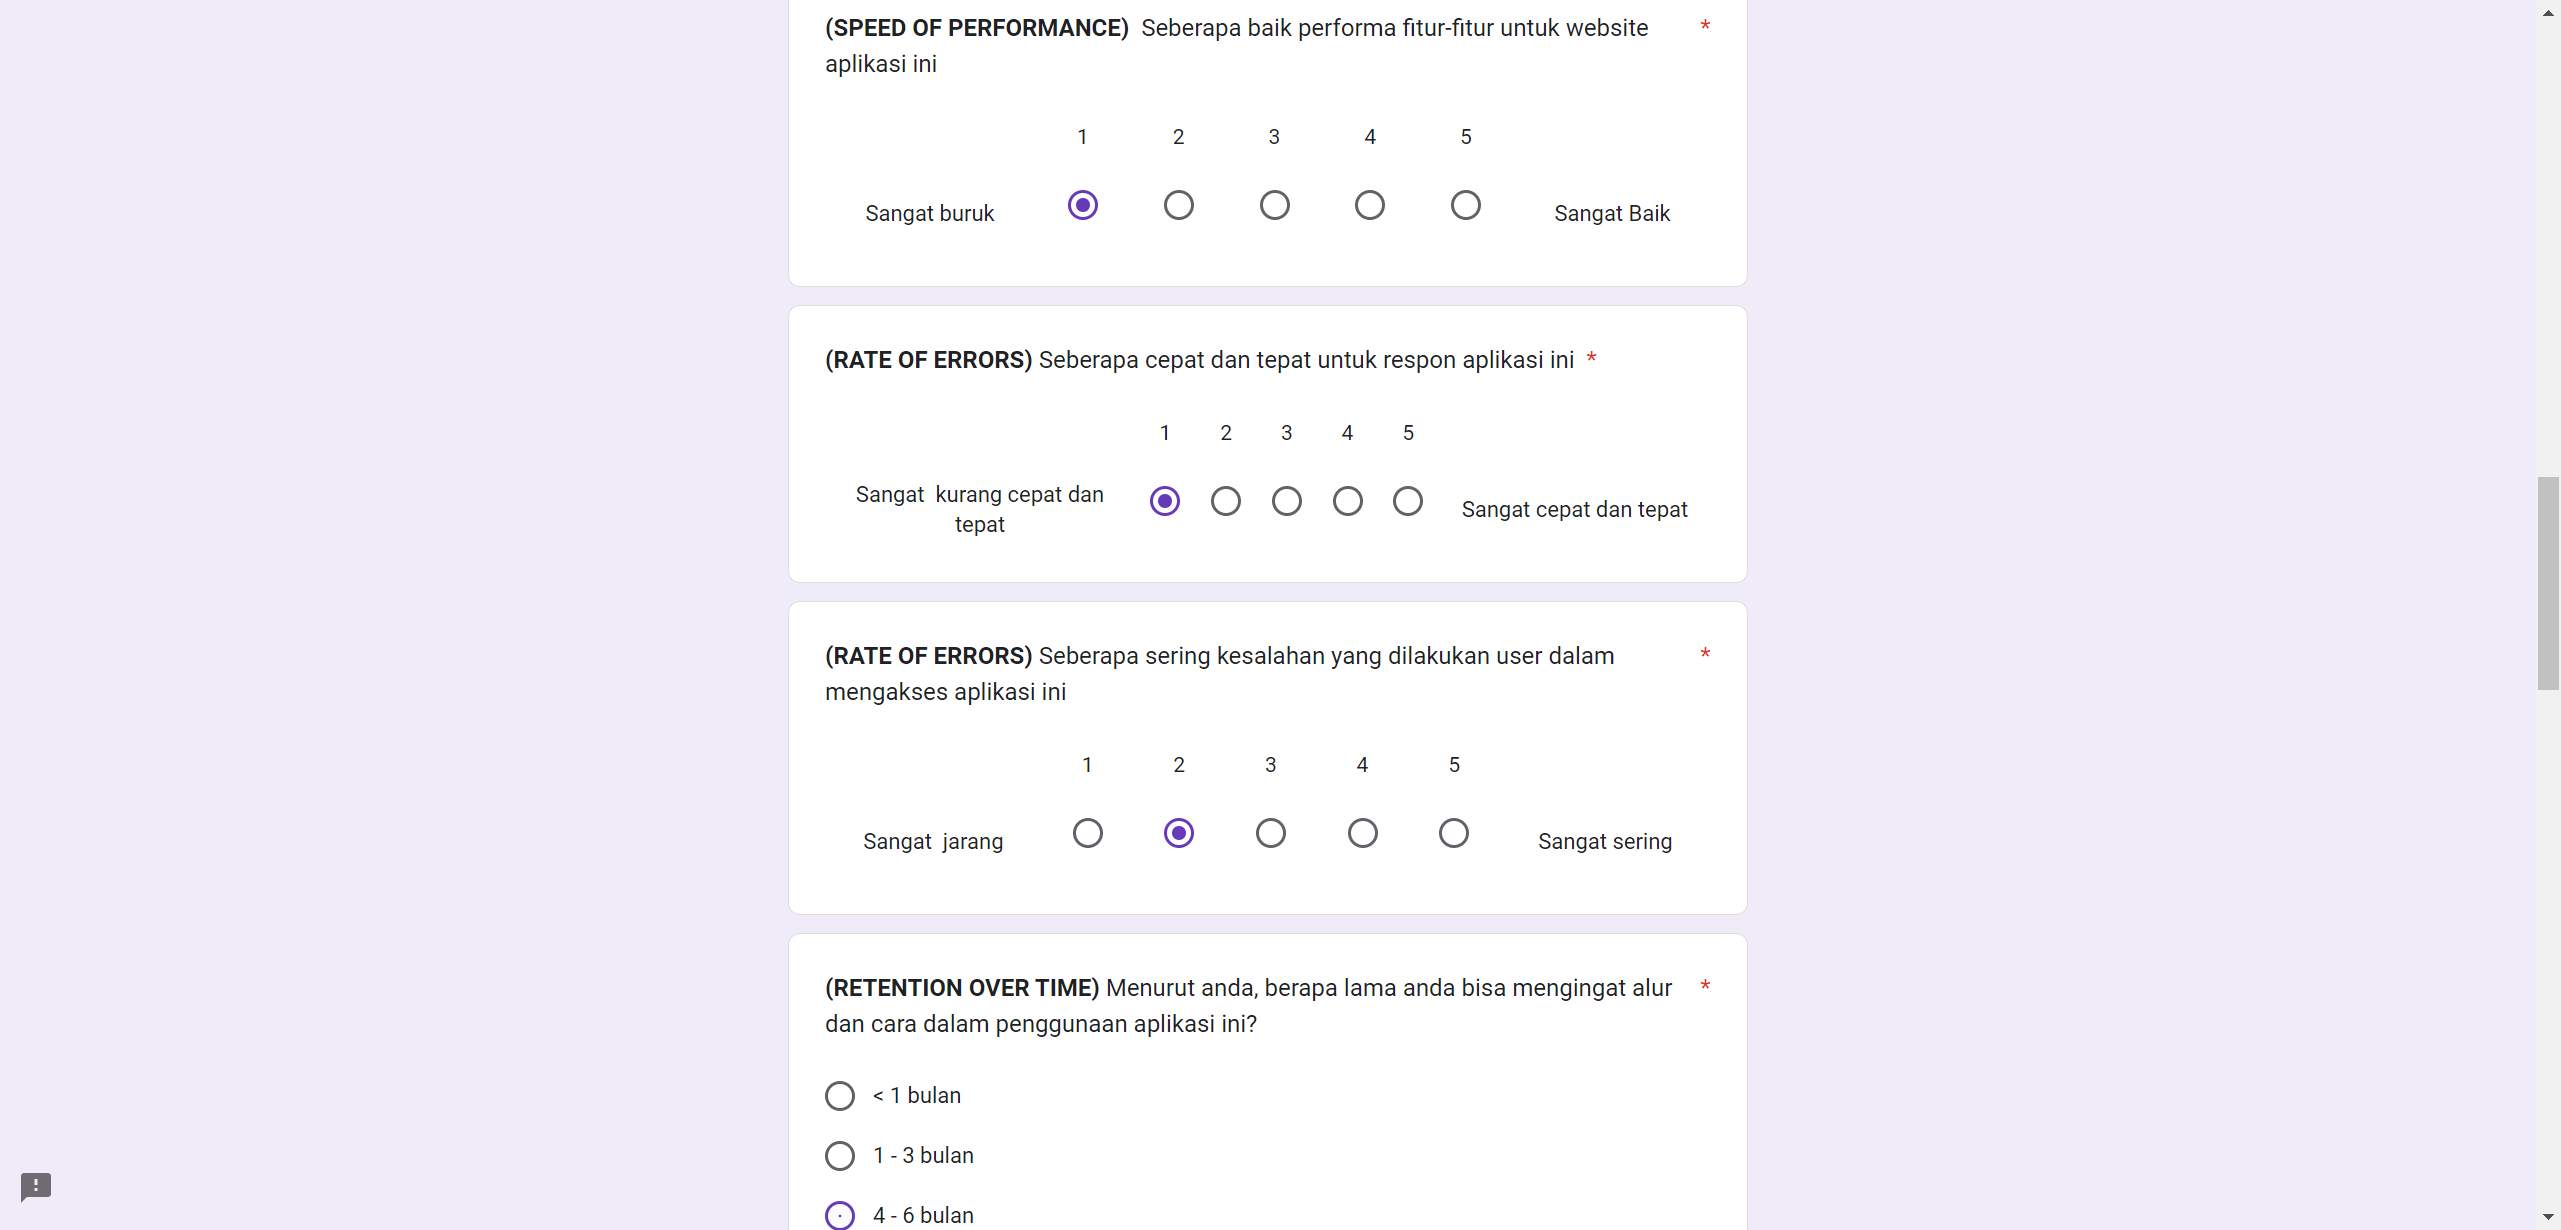 (SPEED OF PERFORMANCE)  Seberapa baik performa fitur-fitur untuk website *
aplikasi ini
1 2 3 4 5
Sangat buruk Sangat Baik
(RATE OF ERRORS) Seberapa cepat dan tepat untuk respon aplikasi ini *
1 2 3 4 5
Sangat  kurang cepat dan
tepat
Sangat cepat dan tepat
(RATE OF ERRORS) Seberapa sering kesalahan yang dilakukan user dalam *
mengakses aplikasi ini
1 2 3 4 5
Sangat  jarang Sangat sering
(RETENTION OVER TIME) Menurut anda, berapa lama anda bisa mengingat alur *
dan cara dalam penggunaan aplikasi ini?
< 1 bulan
1 - 3 bulan
4 - 6 bulan